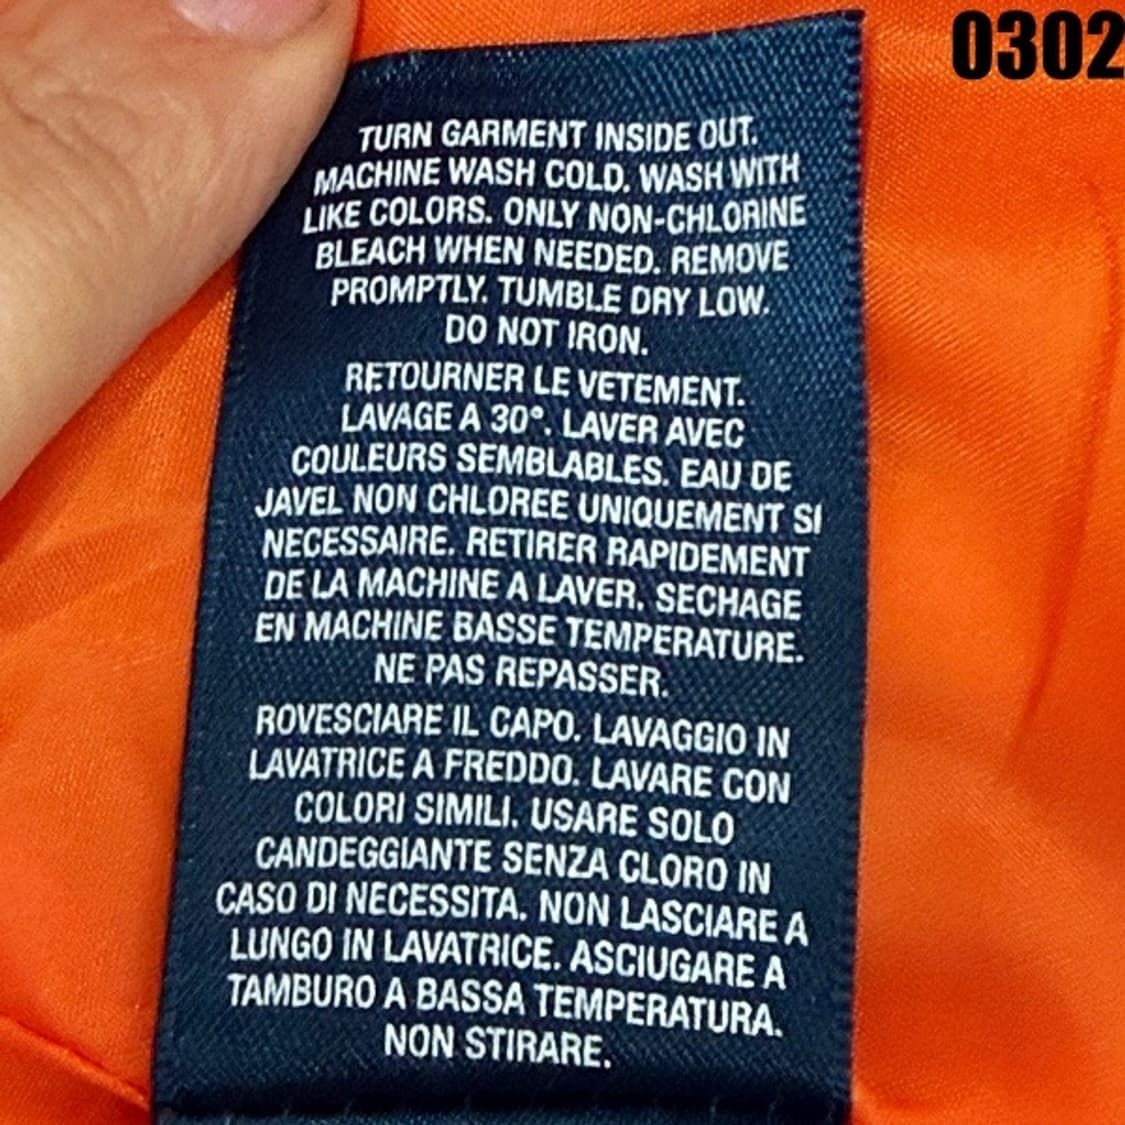 0302
TURN GARMENT INSIDE OUT.
MACHINE WASH COLD. WASH WITH
LIKE COLORS. ONLY NON-CHLORINE
BLEACH WHEN NEEDED. REMOVE
PROMPTLY. TUMBLE DRY LOW.
DO NOT IRON.
RETOURNER LE VETEMENT.
LAVAGE A 30°. LAVER AVEC
COULEURS SEMBLABLES. EAU DE
JAVEL NON CHLOREE UNIQUEMENT SI
NECESSAIRE. RETIRER RAPIDEMENT
DE LA MACHINE A LAVER. SECHAGE
EN MACHINE BASSE TEMPERATURE.
NE PAS REPASSER.
ROVESCIARE IL CAPO. LAVAGGIO IN
LAVATRICE A FREDDO. LAVARE CON
COLORI SIMILI. USARE SOLO
CANDEGGIANTE SENZA CLORO IN
CASO DI NECESSITA. NON LASCIARE A
LUNGO IN LAVATRICE. ASCIUGARE A
TAMBURO A BASSA TEMPERATURA.
NON STIRARE.